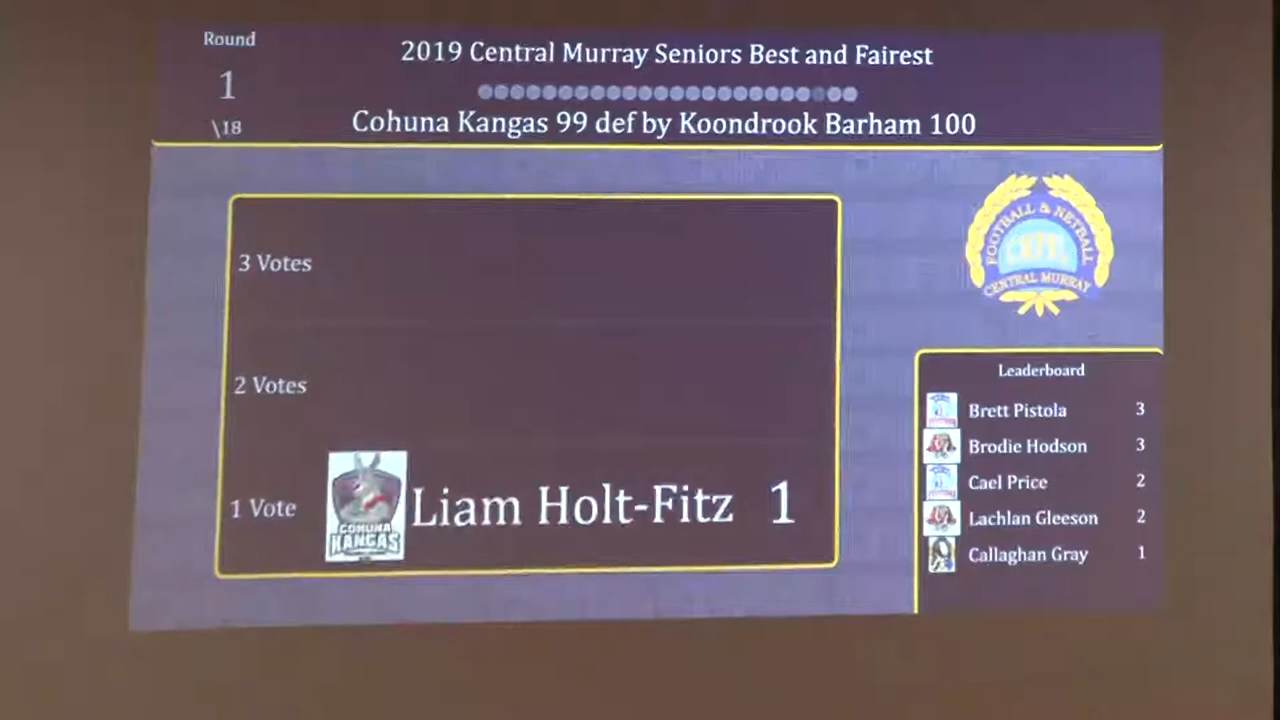 Round
1
\18
2019 Central Murray Seniors Best and Fairest
Cohuna Kangas 99 def by Koondrook Barham 100
FOOTBALL & NETBALL
CENTRAL MURRAY
3 Votes
2 Votes
1 Vote
COHUNA
KANGAS
Liam Holt-Fitz 1
Leaderboard
Brett Pistola 3
Brodie Hodson 3
Cael Price 2
Lachlan Gleeson 2
Callaghan Gray 1